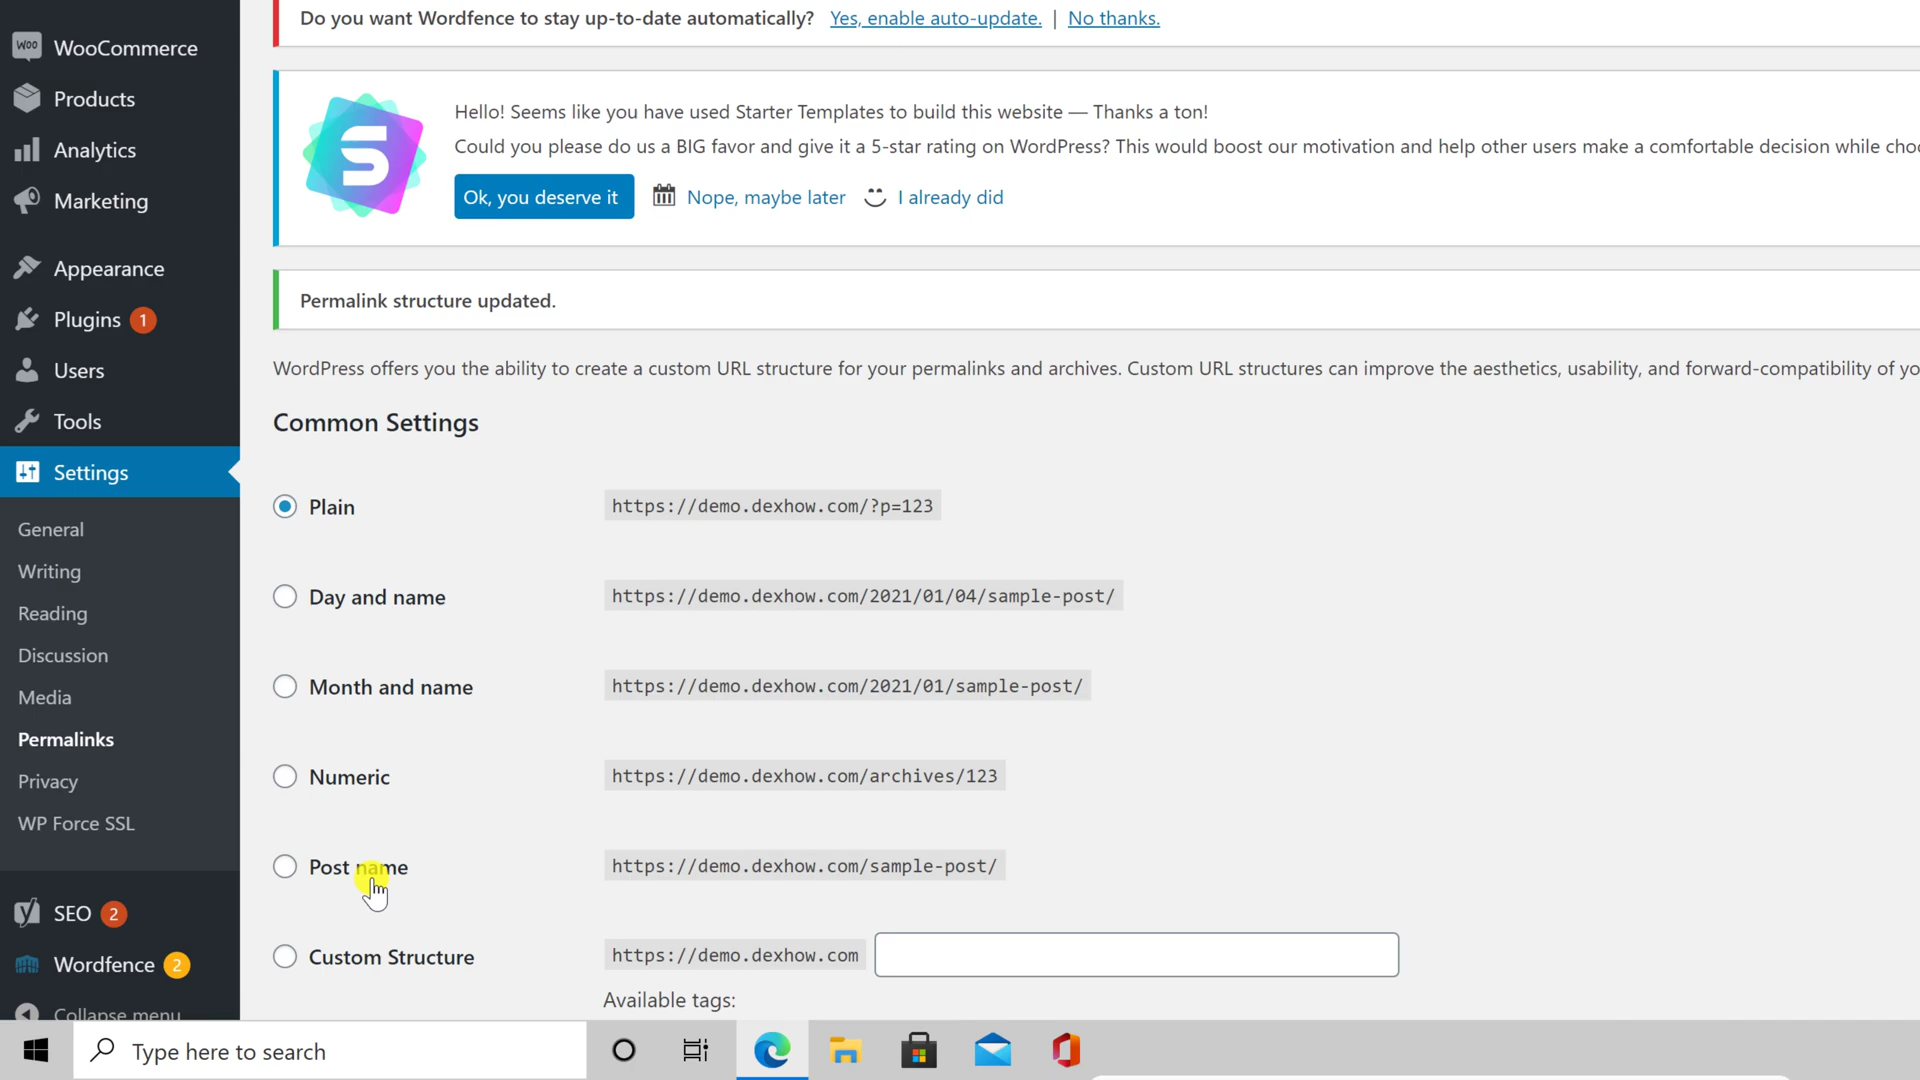 WooCommerce
Products
Analytics
Marketing
Appearance
Plugins 1
Users
Tools
Settings
General
Writing
Reading
Discussion
Media
Permalinks
Privacy
WP Force SSL
SEO 2
Wordfence 2
Collapse menu
Do you want Wordfence to stay up-to-date automatically? Yes, enable auto-update. | No thanks.
Hello! Seems like you have used Starter Templates to build this website — Thanks a ton!
Could you please do us a BIG favor and give it a 5-star rating on WordPress? This would boost our motivation and help other users make a comfortable decision while choo
Ok, you deserve it Nope, maybe later I already did
Permalink structure updated.
WordPress offers you the ability to create a custom URL structure for your permalinks and archives. Custom URL structures can improve the aesthetics, usability, and forward-compatibility of yo
Common Settings
Plain https://demo.dexhow.com/?p=123
Day and name https://demo.dexhow.com/2021/01/04/sample-post/
Month and name https://demo.dexhow.com/2021/01/sample-post/
Numeric https://demo.dexhow.com/archives/123
Post name https://demo.dexhow.com/sample-post/
Custom Structure https://demo.dexhow.com
Available tags:
Type here to search